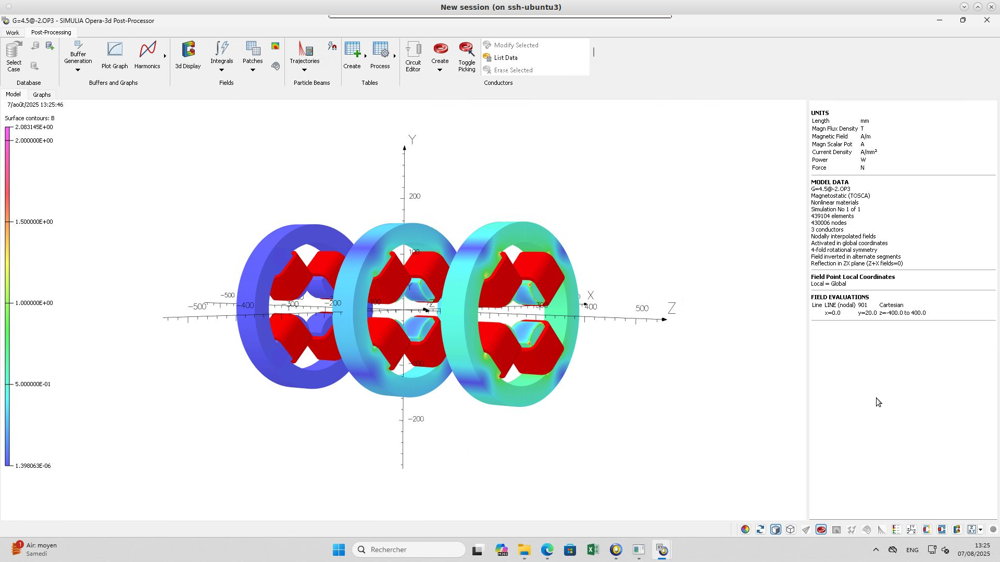 New session (on ssh-ubuntu3)
G=4.5@-2.OP3 - SIMULIA Opera-3d Post-Processor
Work
Post-Processing
Select Case
Database
Buffer Generation
Plot Graph
Harmonics
Buffers and Graphs
3d Display
Integrals
Patches
Fields
Trajectories
Particle Beams
Create
Process
Tables
Circuit Editor
Create
Toggle Picking
Modify Selected
List Data
Erase Selected
Conductors
Model
Graphs
7/août/2025 13:25:46
Surface contours: B
2.083145E+00
2.000000E+00
1.500000E+00
1.000000E+00
5.000000E-01
1.398063E-06
Y
200
100
Y
Z
-500
-500
-400
-300
-200
300
X
400
500
Z
-100
-200
UNITS
Length mm
Magn Flux Density T
Magnetic Field A/m
Magn Scalar Pot A
Current Density A/mm²
Power W
Force N
MODEL DATA
G=4.5@-2.OP3
Magnetostatic (TOSCA)
Nonlinear materials
Simulation No 1 of 1
439104 elements
430006 nodes
3 conductors
Nodally interpolated fields
Activated in global coordinates
4-fold rotational symmetry
Field inverted in alternate segments
Reflection in ZX plane (Z+X fields=0)
Field Point Local Coordinates
Local = Global
FIELD EVALUATIONS
Line LINE (nodal) 901 Cartesian
x=0.0 y=20.0 z=-400.0 to 400.0
1
Air: moyen
Samedi
Rechercher
M365
ENG
13:25
07/08/2025